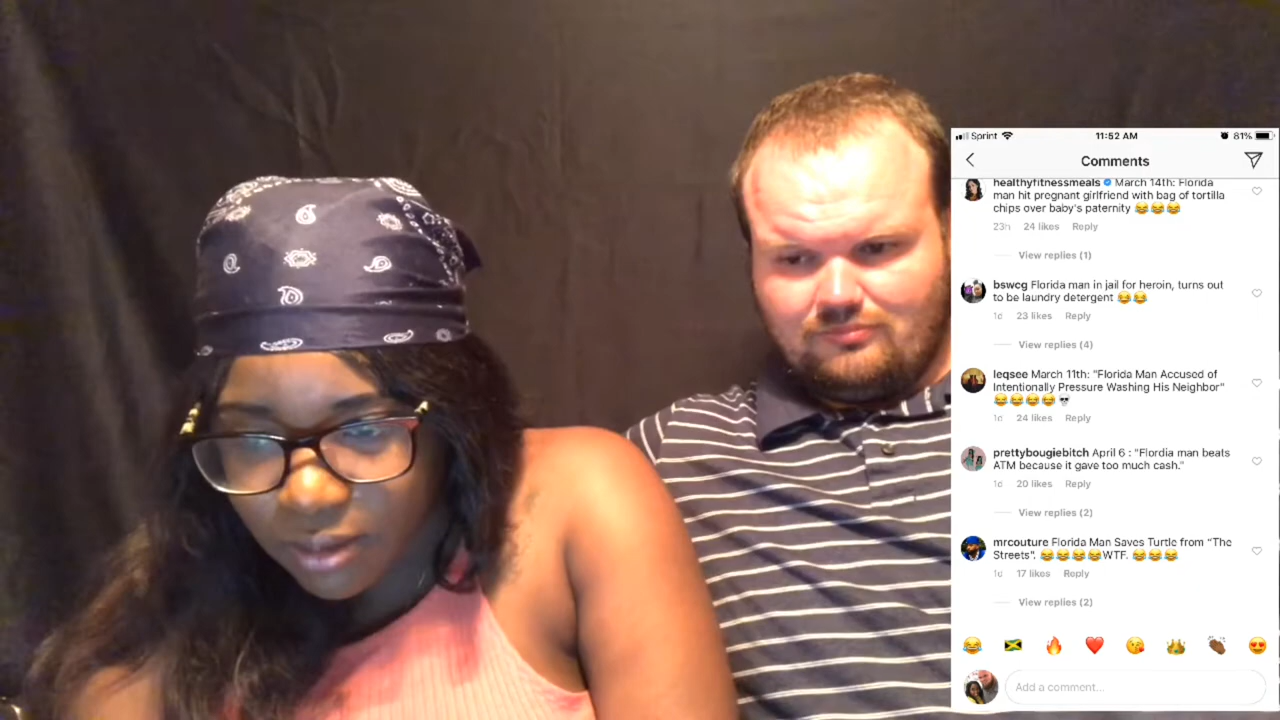 Sprint 11:52 AM 81%
Comments
healthyfitnessmeals March 14th: Florida
man hit pregnant girlfriend with bag of tortilla
chips over baby's paternity 😂😂😂
23h 24 likes Reply
View replies (1)
bswcg Florida man in jail for heroin, turns out
to be laundry detergent 😂😂
1d 23 likes Reply
View replies (4)
leqsee March 11th: "Florida Man Accused of
Intentionally Pressure Washing His Neighbor"
😂😂😂😂💀
1d 24 likes Reply
prettybougiebitch April 6 : "Flordia man beats
ATM because it gave too much cash."
1d 20 likes Reply
View replies (2)
mrcouture Florida Man Saves Turtle from "The
Streets". 😂😂😂😂WTF. 😂😂😂
1d 17 likes Reply
View replies (2)
Add a comment...